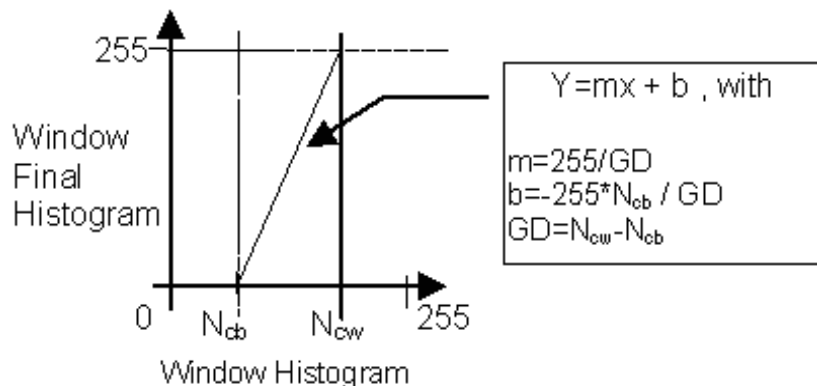 255
Window
Final
Histogram
Y=mx + b , with
m=255/GD
b=-255*N_cb / GD
GD=N_cw-N_cb
0
N_cb
N_cw
255
Window Histogram